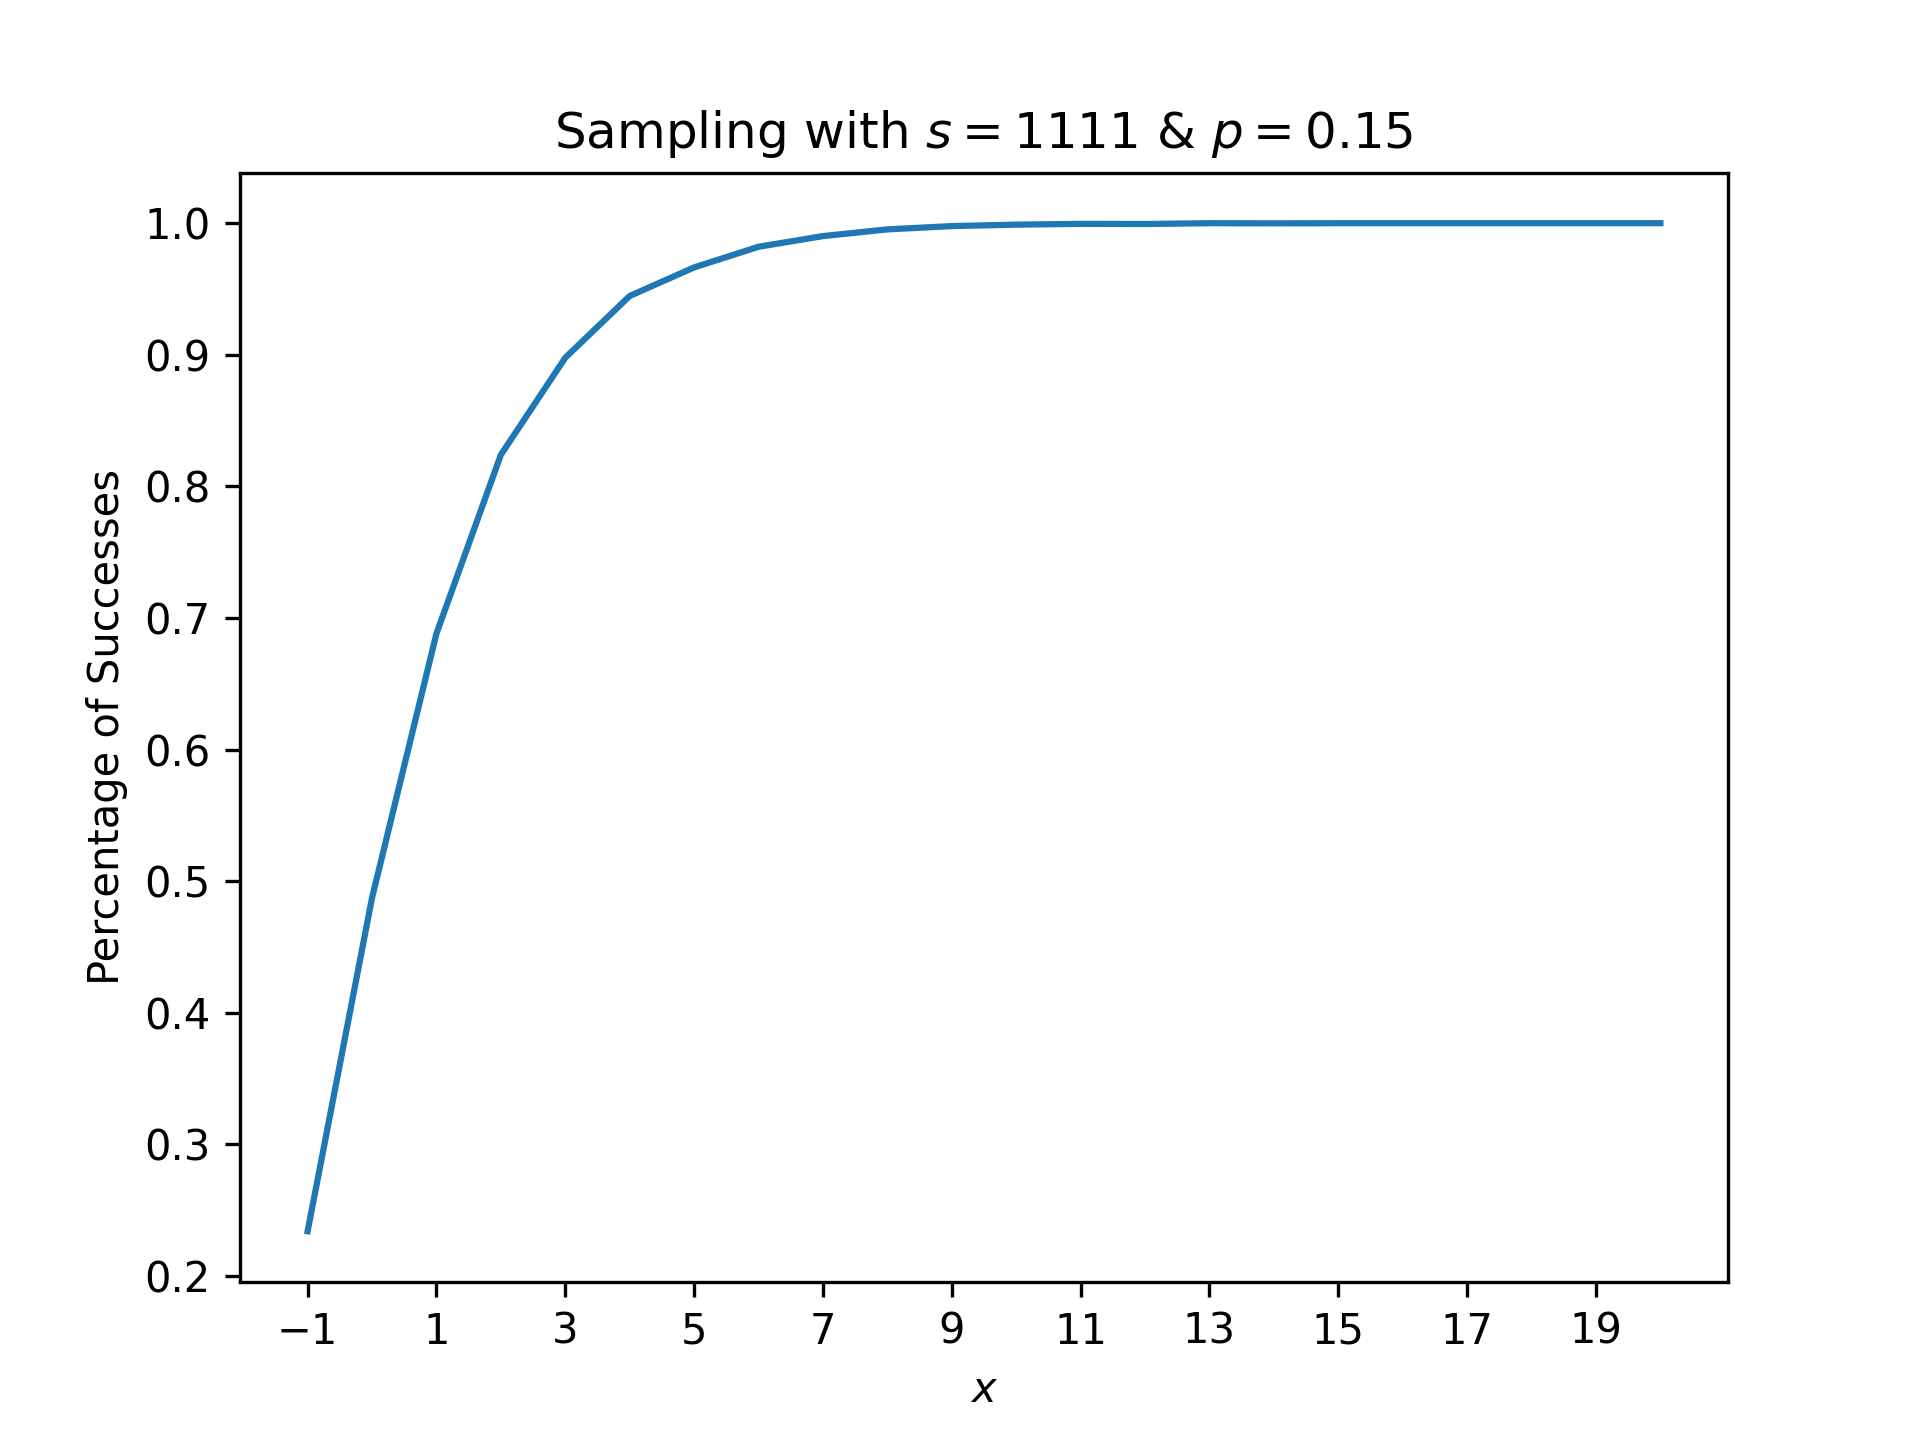 Sampling with s = 1111 & p = 0.15
Percentage of Successes
1.0
0.9
0.8
0.7
0.6
0.5
0.4
0.3
0.2
−1 1 3 5 7 9 11 13 15 17 19
x